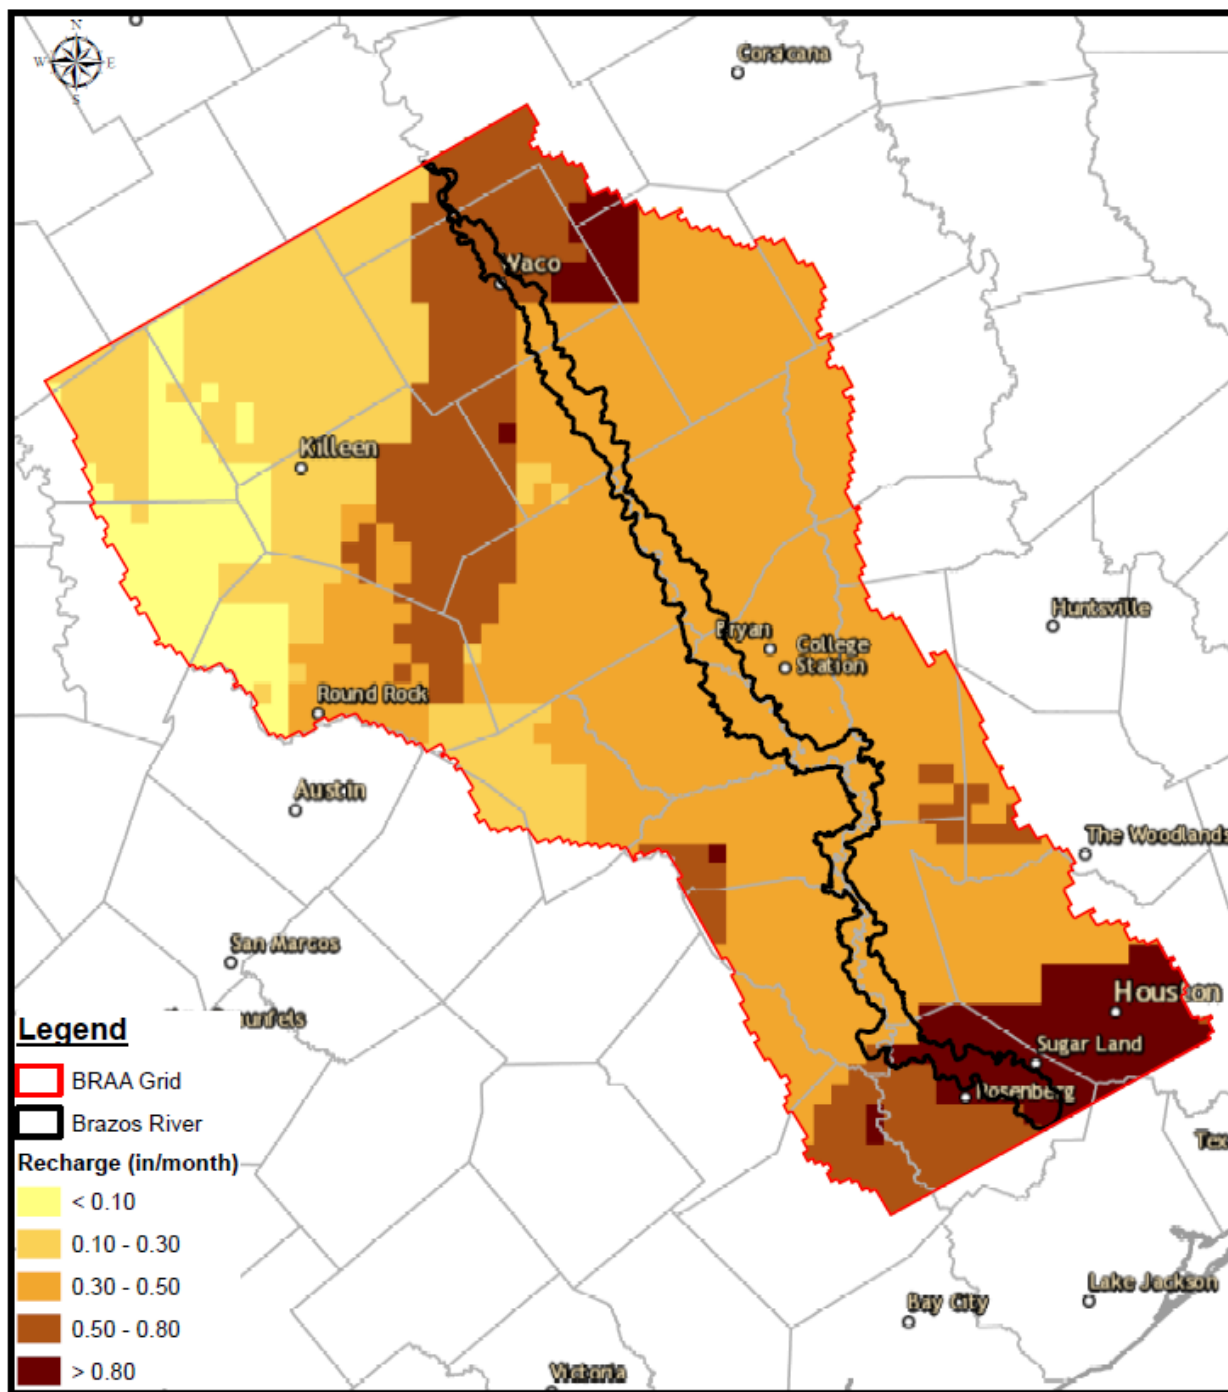 N
W E
S
Corsicana
Waco
Killeen
Huntsville
Bryan
College
Station
Round Rock
Austin
The Woodlands
San Marcos
Houston
Sugar Land
Rosenberg
Lake Jackson
Bay City
Victoria
Legend
BRAA Grid
Brazos River
Recharge (in/month)
< 0.10
0.10 - 0.30
0.30 - 0.50
0.50 - 0.80
> 0.80